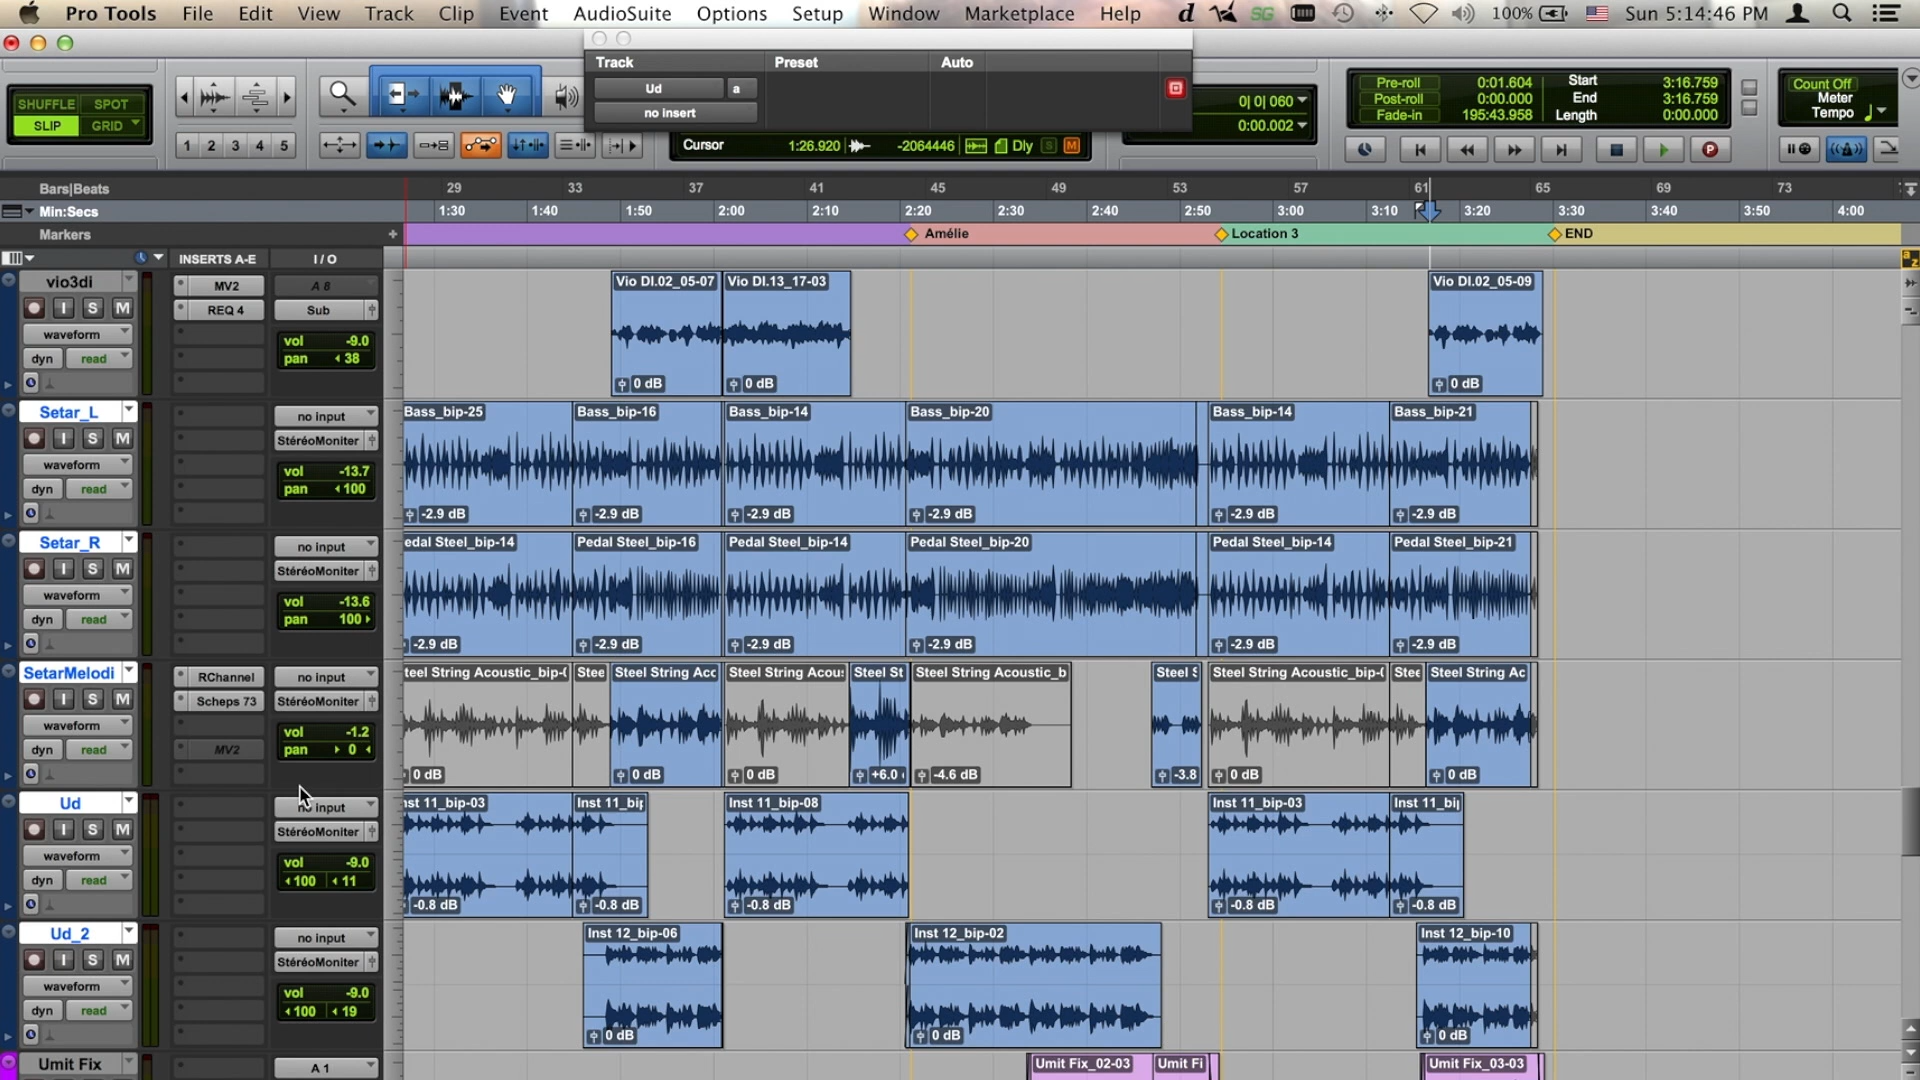 Pro Tools File Edit View Track Clip Event AudioSuite Options Setup Window Marketplace Help d SG 100% Sun 5:14:46 PM
Track Preset Auto
Ud a
no insert
SHUFFLE SPOT
SLIP GRID
1 2 3 4 5
0| 0| 060
0:00.002
Cursor 1:26.920 -2064446 Dly S M
Pre-roll 0:01.604 Start 3:16.759
Post-roll 0:00.000 End 3:16.759
Fade-in 195:43.958 Length 0:00.000
Count Off
Meter
Tempo
P
Bars|Beats 29 33 37 41 45 49 53 57 61 65 69 73
Min:Secs 1:30 1:40 1:50 2:00 2:10 2:20 2:30 2:40 2:50 3:00 3:10 3:20 3:30 3:40 3:50 4:00
Markers + Amélie Location 3 END
INSERTS A-E I / O
a z
vio3di MV2 A 8 Vio DI.02_05-07 Vio DI.13_17-03 Vio DI.02_05-09
I S M REQ 4 Sub
waveform vol -9.0
dyn read pan 38
0 dB 0 dB 0 dB
Setar_L no input Bass_bip-25 Bass_bip-16 Bass_bip-14 Bass_bip-20 Bass_bip-14 Bass_bip-21
I S M StéréoMoniter
waveform vol -13.7
dyn read pan 100
-2.9 dB -2.9 dB -2.9 dB -2.9 dB -2.9 dB -2.9 dB
Setar_R no input edal Steel_bip-14 Pedal Steel_bip-16 Pedal Steel_bip-14 Pedal Steel_bip-20 Pedal Steel_bip-14 Pedal Steel_bip-21
I S M StéréoMoniter
waveform vol -13.6
dyn read pan 100
-2.9 dB -2.9 dB -2.9 dB -2.9 dB -2.9 dB -2.9 dB
SetarMelodi RChannel no input teel String Acoustic_bip-( Stee Steel String Acc Steel String Acou Steel St Steel String Acoustic_b Steel S Steel String Acoustic_bip-( Stee Steel String Ac
I S M Scheps 73 StéréoMoniter
waveform vol -1.2
dyn read MV2 pan 0
0 dB 0 dB 0 dB +6.0 -4.6 dB -3.8 0 dB 0 dB
Ud no input nst 11_bip-03 Inst 11_bip Inst 11_bip-08 Inst 11_bip-03 Inst 11_bip
I S M StéréoMoniter
waveform vol -9.0
dyn read 100 11
-0.8 dB -0.8 dB -0.8 dB -0.8 dB -0.8 dB
Ud_2 no input Inst 12_bip-06 Inst 12_bip-02 Inst 12_bip-10
I S M StéréoMoniter
waveform vol -9.0
dyn read 100 19
0 dB 0 dB 0 dB
Umit Fix A 1 Umit Fix_02-03 Umit Fi Umit Fix_03-03